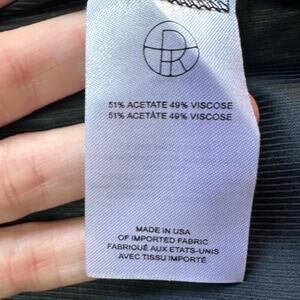 51% ACETATE 49% VISCOSE
51% ACÉTATE 49% VISCOSE
MADE IN USA
OF IMPORTED FABRIC
FABRIQUÉ AUX ETATS-UNIS
AVEC TISSU IMPORTÉ